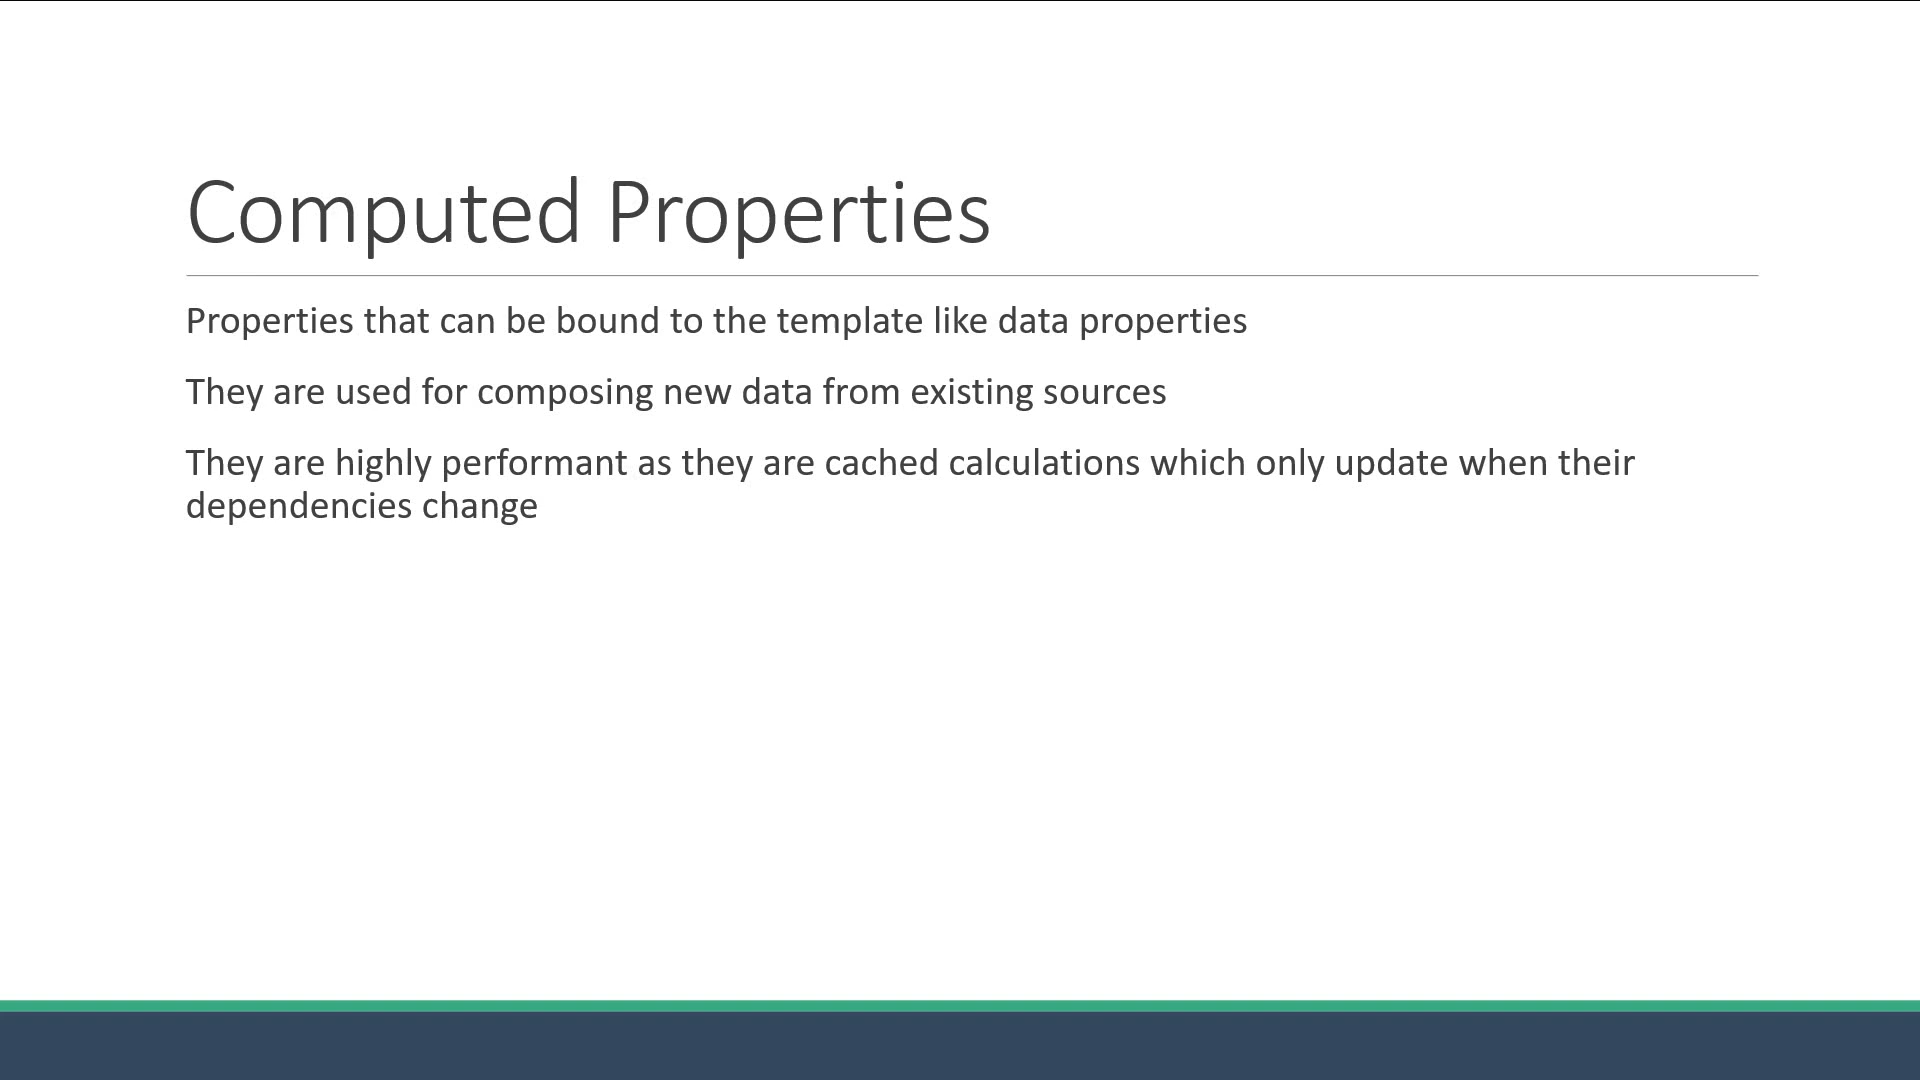 Computed Properties
Properties that can be bound to the template like data properties
They are used for composing new data from existing sources
They are highly performant as they are cached calculations which only update when their
dependencies change